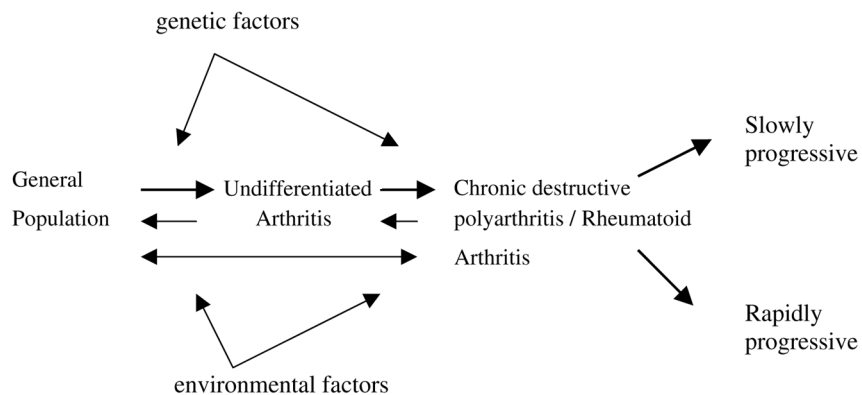 genetic factors
Slowly
progressive
General
Population
Undifferentiated
Arthritis
Chronic destructive
polyarthritis / Rheumatoid
Arthritis
Rapidly
progressive
environmental factors